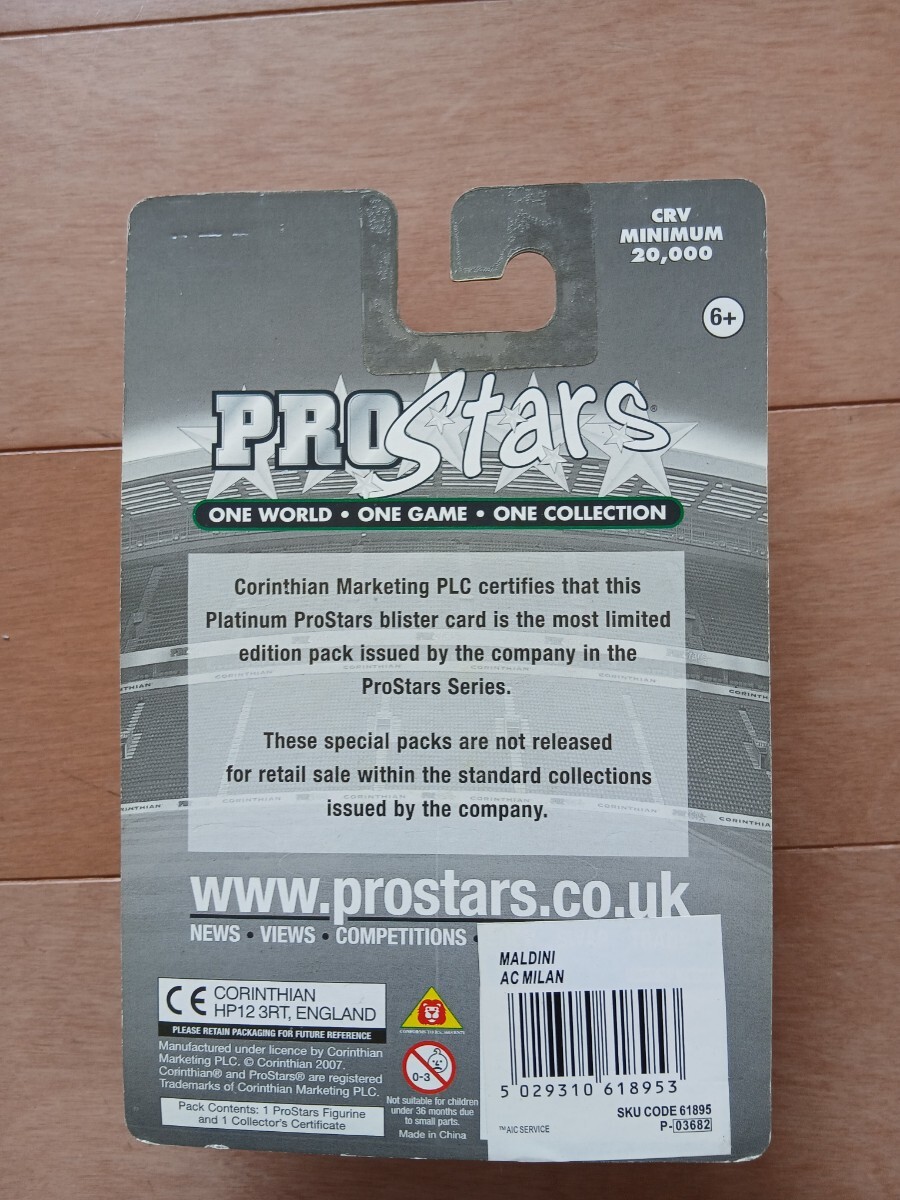 CRV
MINIMUM
20,000
6+
PROStars®
ONE WORLD • ONE GAME • ONE COLLECTION
Corinthian Marketing PLC certifies that this
Platinum ProStars blister card is the most limited
edition pack issued by the company in the
ProStars Series.
These special packs are not released
for retail sale within the standard collections
issued by the company.
www.prostars.co.uk
NEWS • VIEWS • COMPETITIONS •
CE CORINTHIAN
HP12 3RT, ENGLAND
PLEASE RETAIN PACKAGING FOR FUTURE REFERENCE
Manufactured under licence by Corinthian
Marketing PLC. © Corinthian 2007.
Corinthian® and ProStars® are registered
Trademarks of Corinthian Marketing PLC.
Pack Contents: 1 ProStars Figurine
and 1 Collector's Certificate
0-3
Not suitable for children
under 36 months due
to small parts.
Made in China
MALDINI
AC MILAN
5 029310 618953
SKU CODE 61895
™AIC SERVICE
P-03682